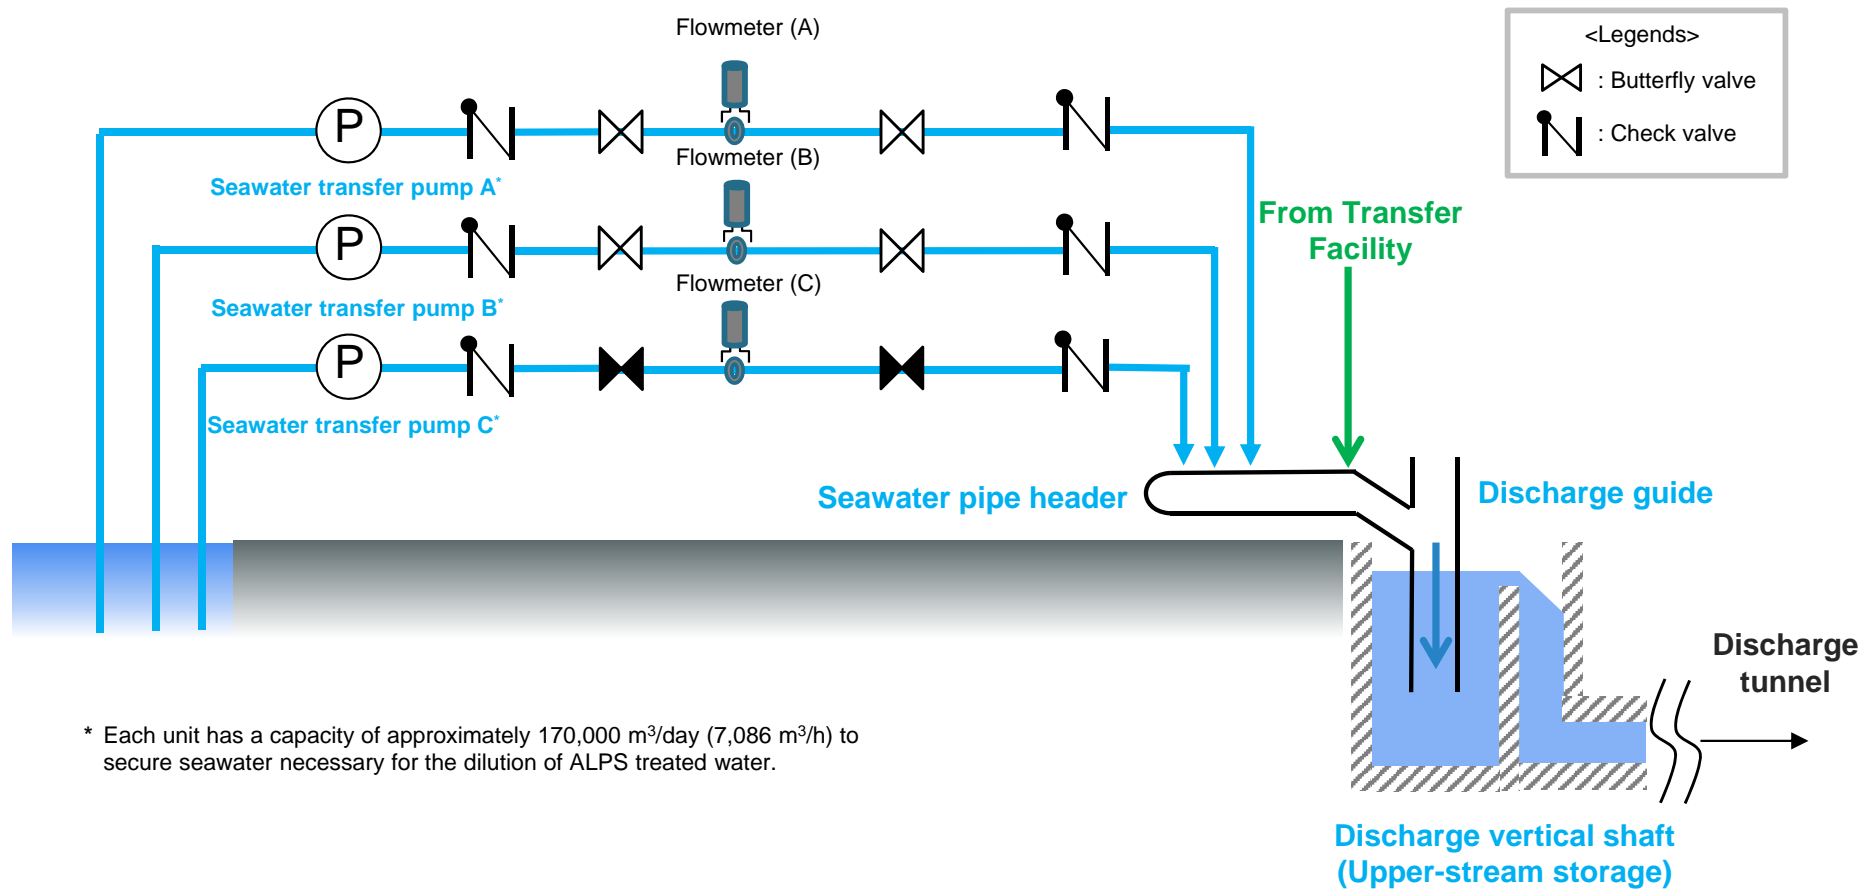 Flowmeter (A)
<Legends>
: Butterfly valve
: Check valve
P
Seawater transfer pump A*
Flowmeter (B)
P
Seawater transfer pump B*
Flowmeter (C)
P
Seawater transfer pump C*
From Transfer
Facility
Seawater pipe header
Discharge guide
Discharge
tunnel
* Each unit has a capacity of approximately 170,000 m³/day (7,086 m³/h) to
secure seawater necessary for the dilution of ALPS treated water.
Discharge vertical shaft
(Upper-stream storage)